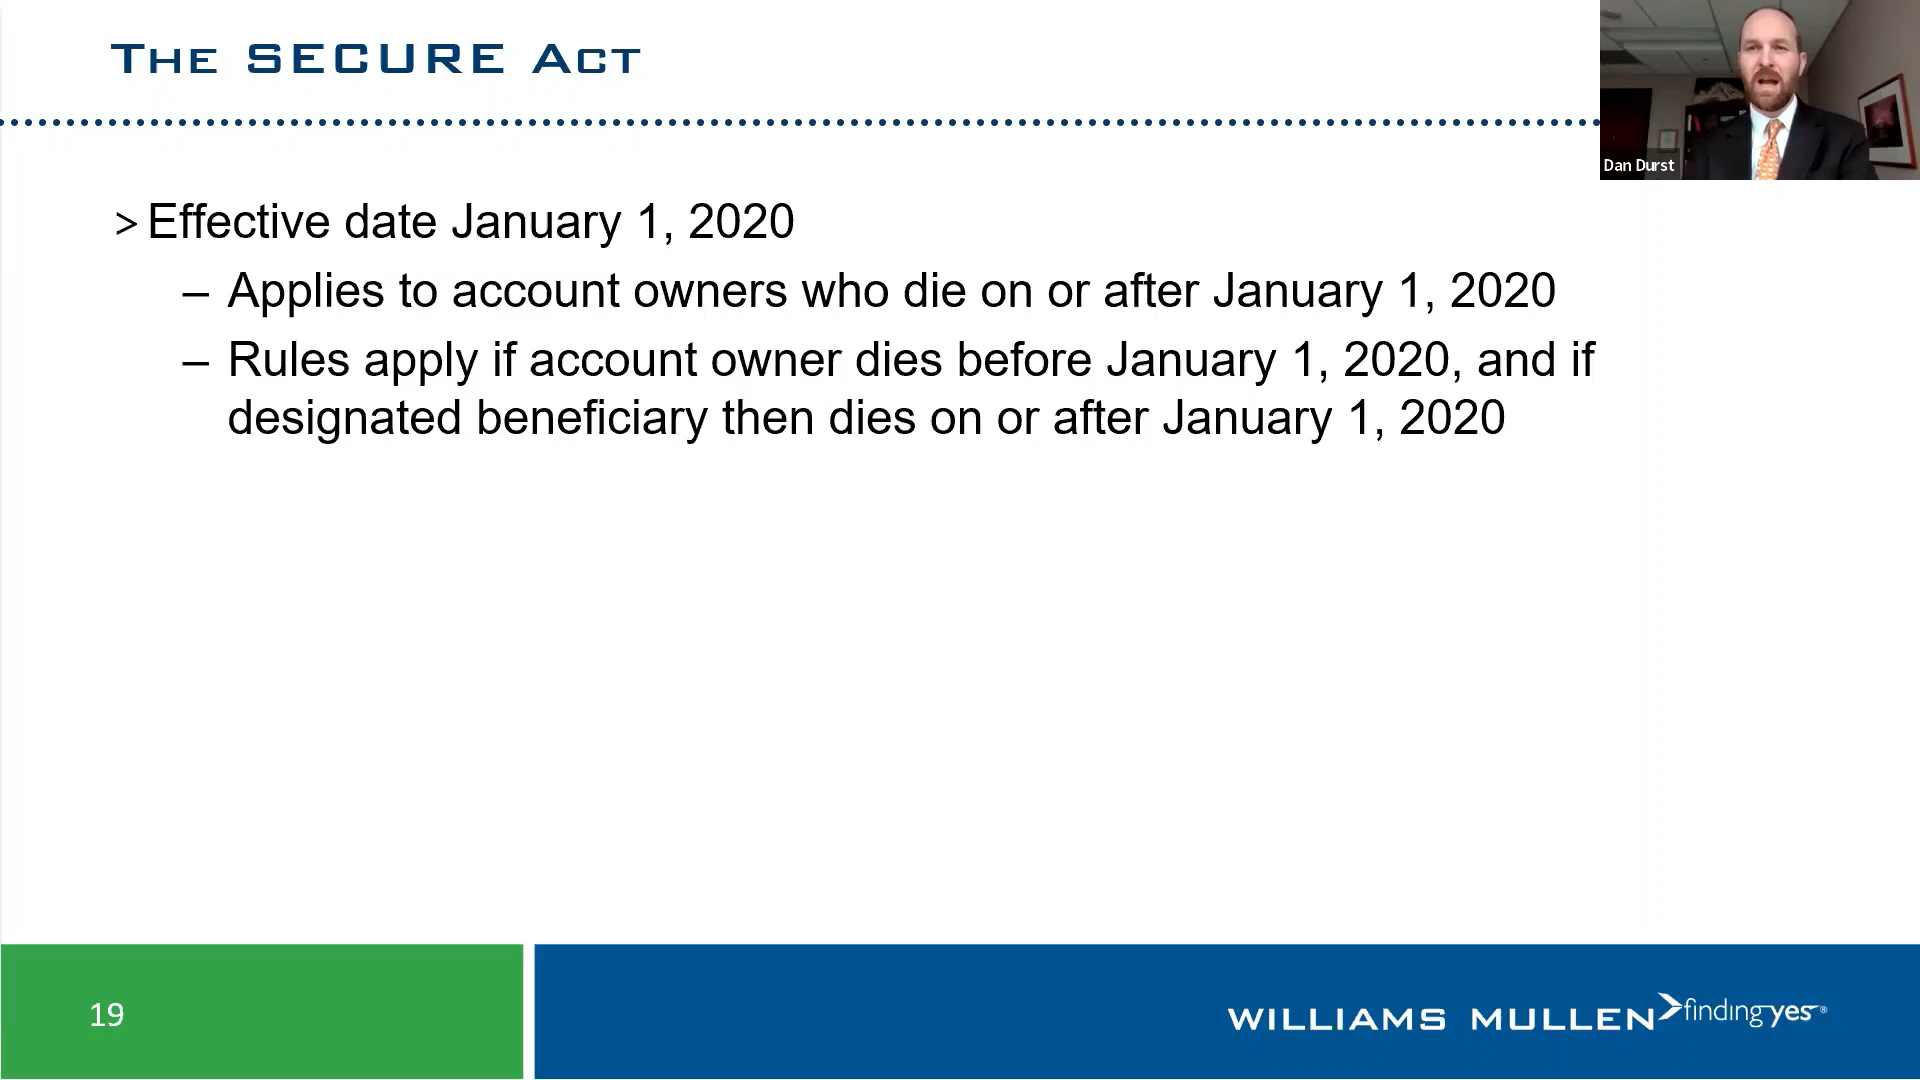 THE SECURE ACT
Dan Durst
> Effective date January 1, 2020
– Applies to account owners who die on or after January 1, 2020
– Rules apply if account owner dies before January 1, 2020, and if
designated beneficiary then dies on or after January 1, 2020
19
WILLIAMS MULLEN findingyes®